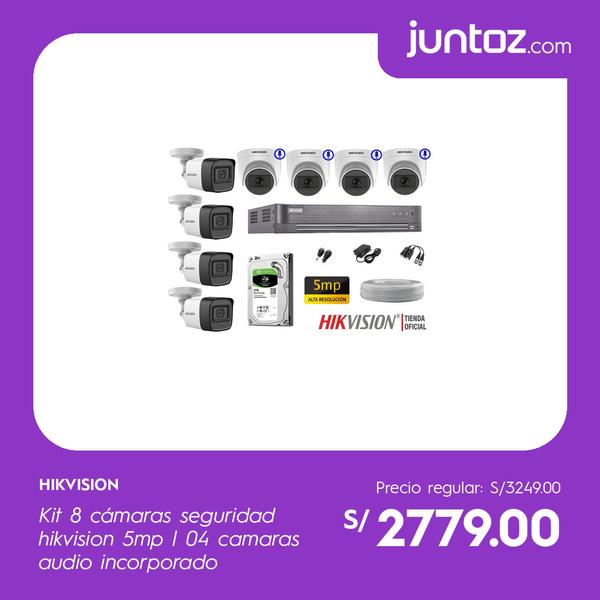 juntoz.com
HIKVISION
5mp
ALTA RESOLUCIÓN
HIKVISION® TIENDA
OFICIAL
HIKVISION
Kit 8 cámaras seguridad
hikvision 5mp | 04 camaras
audio incorporado
Precio regular: S/3249.00
S/ 2779.00